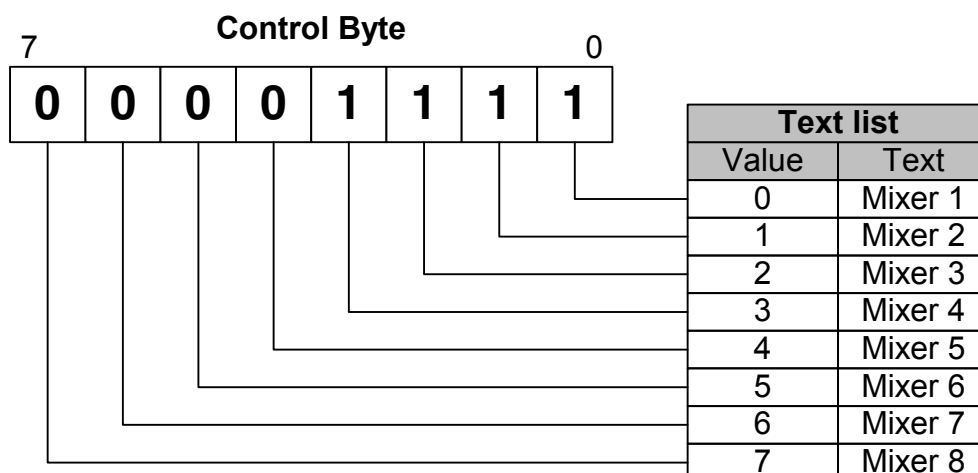 Control Byte
7 0
0 0 0 0 1 1 1 1
Text list
Value Text
0 Mixer 1
1 Mixer 2
2 Mixer 3
3 Mixer 4
4 Mixer 5
5 Mixer 6
6 Mixer 7
7 Mixer 8